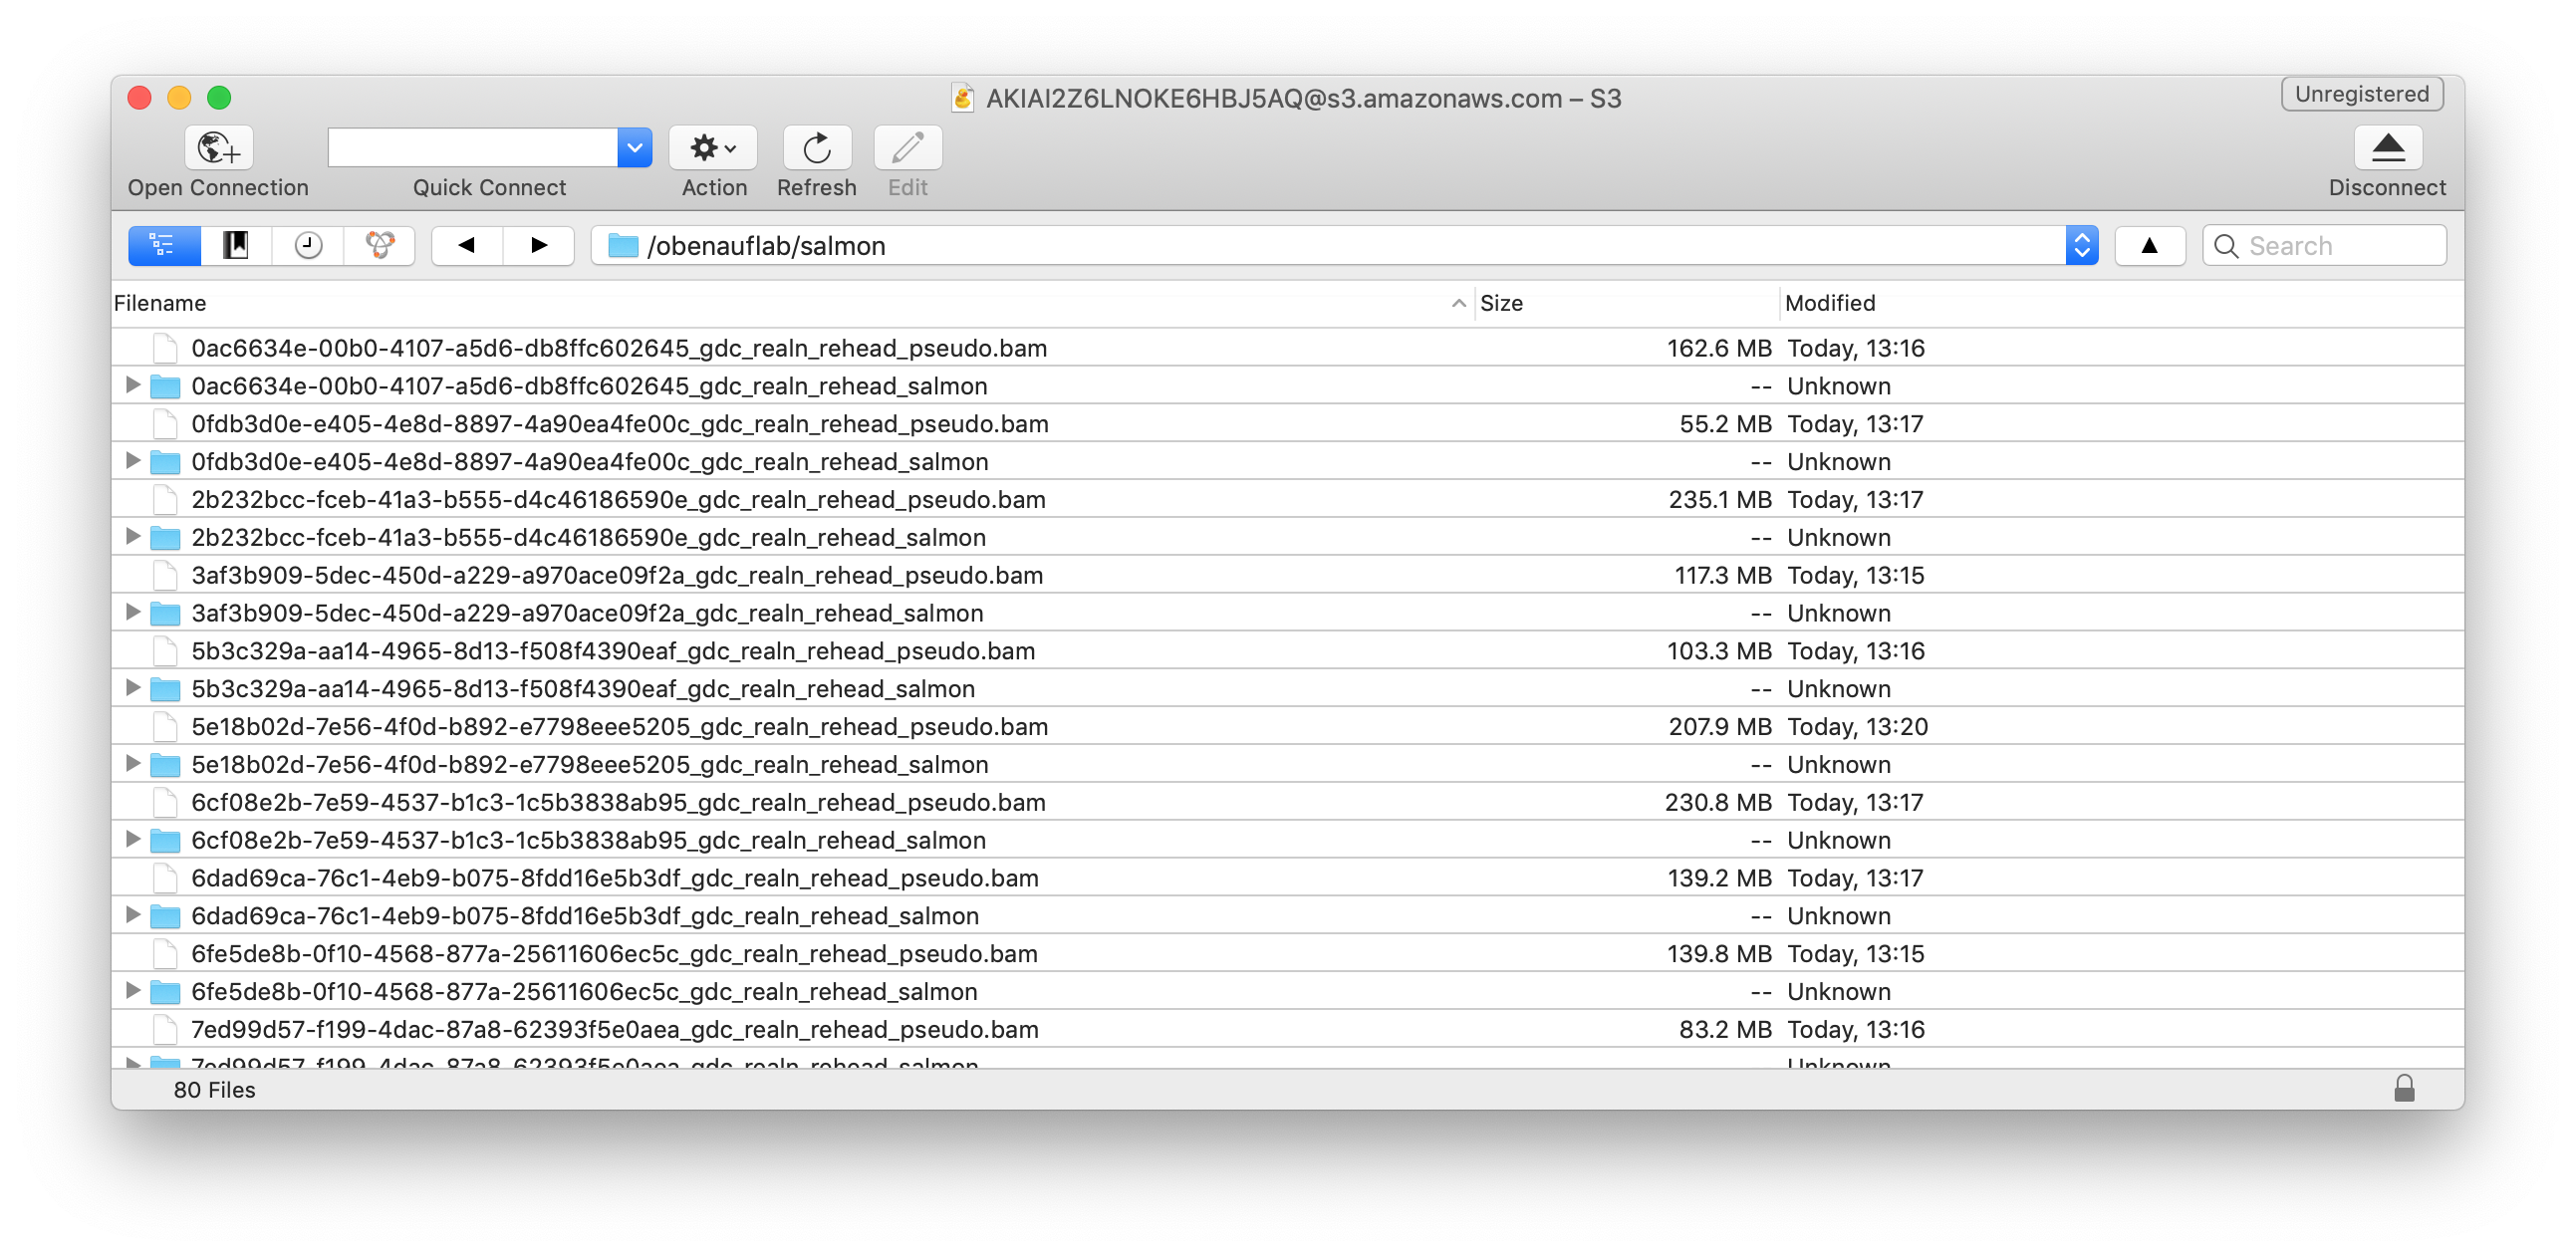 AKIAI2Z6LNOKE6HBJ5AQ@s3.amazonaws.com – S3
Unregistered
Open Connection
Quick Connect
Action
Refresh
Edit
Disconnect
/obenauflab/salmon
Search
Filename Size Modified
0ac6634e-00b0-4107-a5d6-db8ffc602645_gdc_realn_rehead_pseudo.bam 162.6 MB Today, 13:16
0ac6634e-00b0-4107-a5d6-db8ffc602645_gdc_realn_rehead_salmon -- Unknown
0fdb3d0e-e405-4e8d-8897-4a90ea4fe00c_gdc_realn_rehead_pseudo.bam 55.2 MB Today, 13:17
0fdb3d0e-e405-4e8d-8897-4a90ea4fe00c_gdc_realn_rehead_salmon -- Unknown
2b232bcc-fceb-41a3-b555-d4c46186590e_gdc_realn_rehead_pseudo.bam 235.1 MB Today, 13:17
2b232bcc-fceb-41a3-b555-d4c46186590e_gdc_realn_rehead_salmon -- Unknown
3af3b909-5dec-450d-a229-a970ace09f2a_gdc_realn_rehead_pseudo.bam 117.3 MB Today, 13:15
3af3b909-5dec-450d-a229-a970ace09f2a_gdc_realn_rehead_salmon -- Unknown
5b3c329a-aa14-4965-8d13-f508f4390eaf_gdc_realn_rehead_pseudo.bam 103.3 MB Today, 13:16
5b3c329a-aa14-4965-8d13-f508f4390eaf_gdc_realn_rehead_salmon -- Unknown
5e18b02d-7e56-4f0d-b892-e7798eee5205_gdc_realn_rehead_pseudo.bam 207.9 MB Today, 13:20
5e18b02d-7e56-4f0d-b892-e7798eee5205_gdc_realn_rehead_salmon -- Unknown
6cf08e2b-7e59-4537-b1c3-1c5b3838ab95_gdc_realn_rehead_pseudo.bam 230.8 MB Today, 13:17
6cf08e2b-7e59-4537-b1c3-1c5b3838ab95_gdc_realn_rehead_salmon -- Unknown
6dad69ca-76c1-4eb9-b075-8fdd16e5b3df_gdc_realn_rehead_pseudo.bam 139.2 MB Today, 13:17
6dad69ca-76c1-4eb9-b075-8fdd16e5b3df_gdc_realn_rehead_salmon -- Unknown
6fe5de8b-0f10-4568-877a-25611606ec5c_gdc_realn_rehead_pseudo.bam 139.8 MB Today, 13:15
6fe5de8b-0f10-4568-877a-25611606ec5c_gdc_realn_rehead_salmon -- Unknown
7ed99d57-f199-4dac-87a8-62393f5e0aea_gdc_realn_rehead_pseudo.bam 83.2 MB Today, 13:16
7ed99d57-f199-4dac-87a8-62393f5e0aea_gdc_realn_rehead_salmon Unknown
80 Files